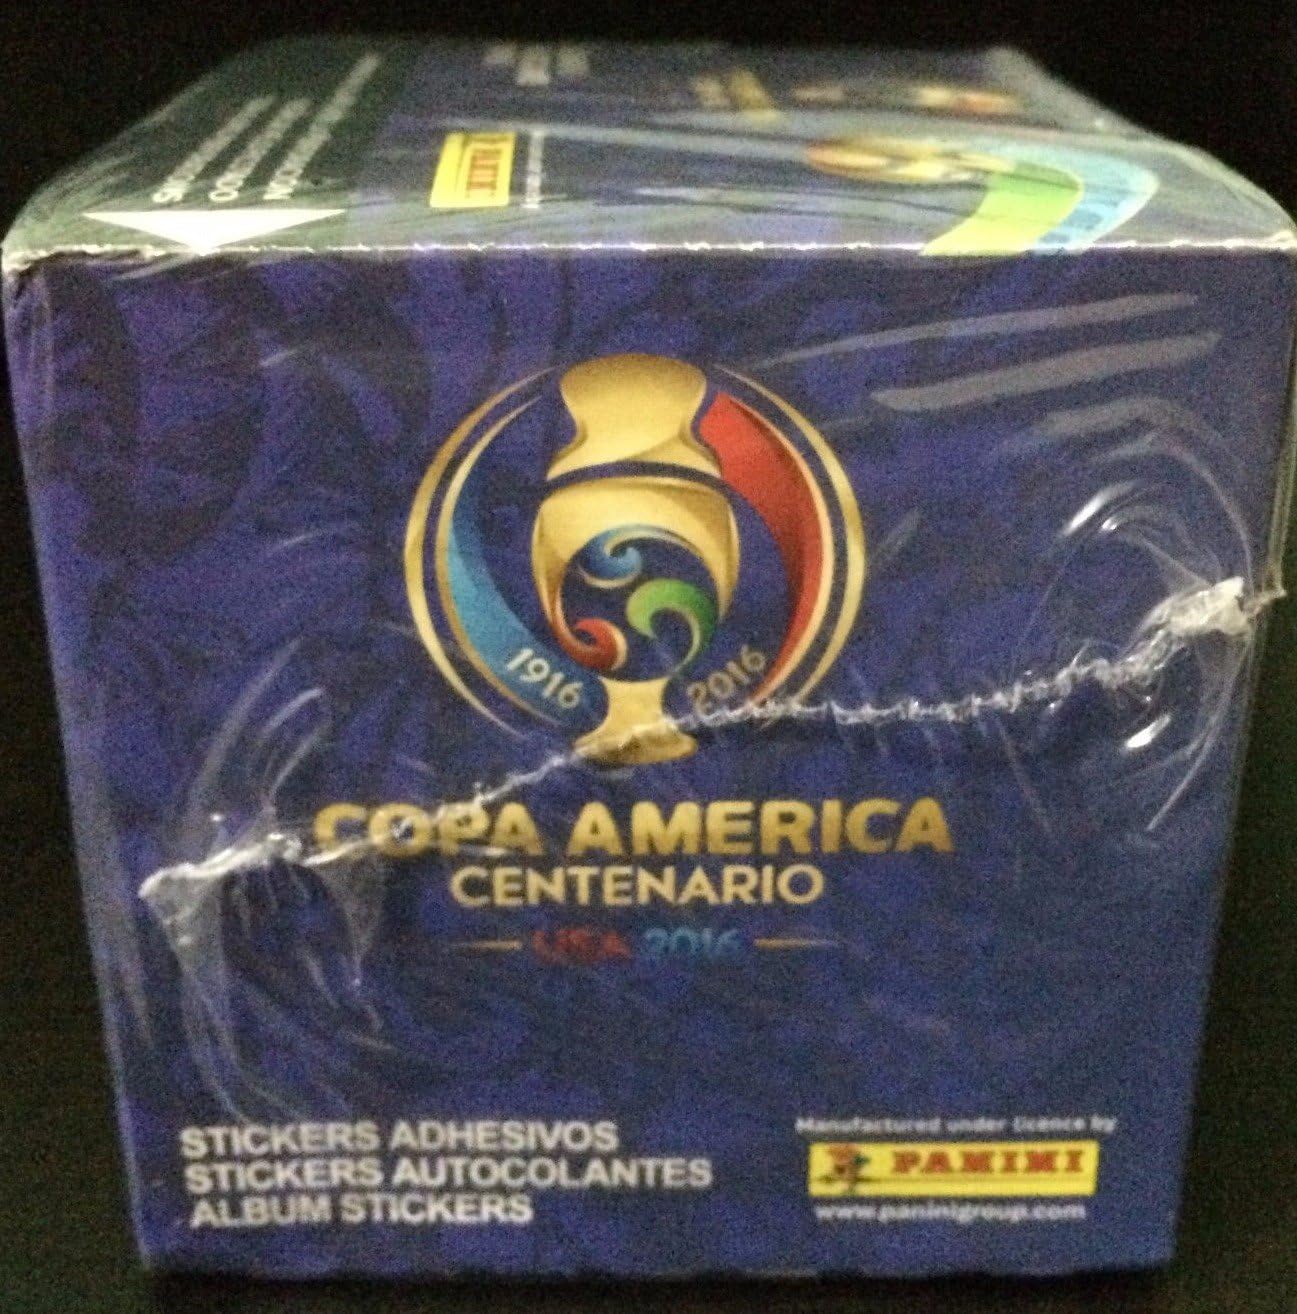 PANINI
1916
2016
COPA AMERICA
CENTENARIO
USA 2016
STICKERS ADHESIVOS
STICKERS AUTOCOLANTES
ALBUM STICKERS
Manufactured under licence by
PANINI
www.paninigroup.com